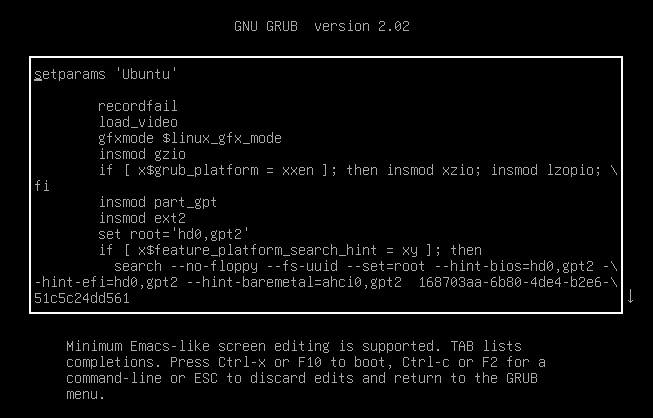 GNU GRUB  version 2.02
setparams 'Ubuntu'
recordfail
load_video
gfxmode $linux_gfx_mode
insmod gzio
if [ x$grub_platform = xxen ]; then insmod xzio; insmod lzopio; \
fi
insmod part_gpt
insmod ext2
set root='hd0,gpt2'
if [ x$feature_platform_search_hint = xy ]; then
search --no-floppy --fs-uuid --set=root --hint-bios=hd0,gpt2 -\
-hint-efi=hd0,gpt2 --hint-baremetal=ahci0,gpt2  168703aa-6b80-4de4-b2e6-\
51c5c24dd561
Minimum Emacs-like screen editing is supported. TAB lists
completions. Press Ctrl-x or F10 to boot, Ctrl-c or F2 for a
command-line or ESC to discard edits and return to the GRUB
menu.